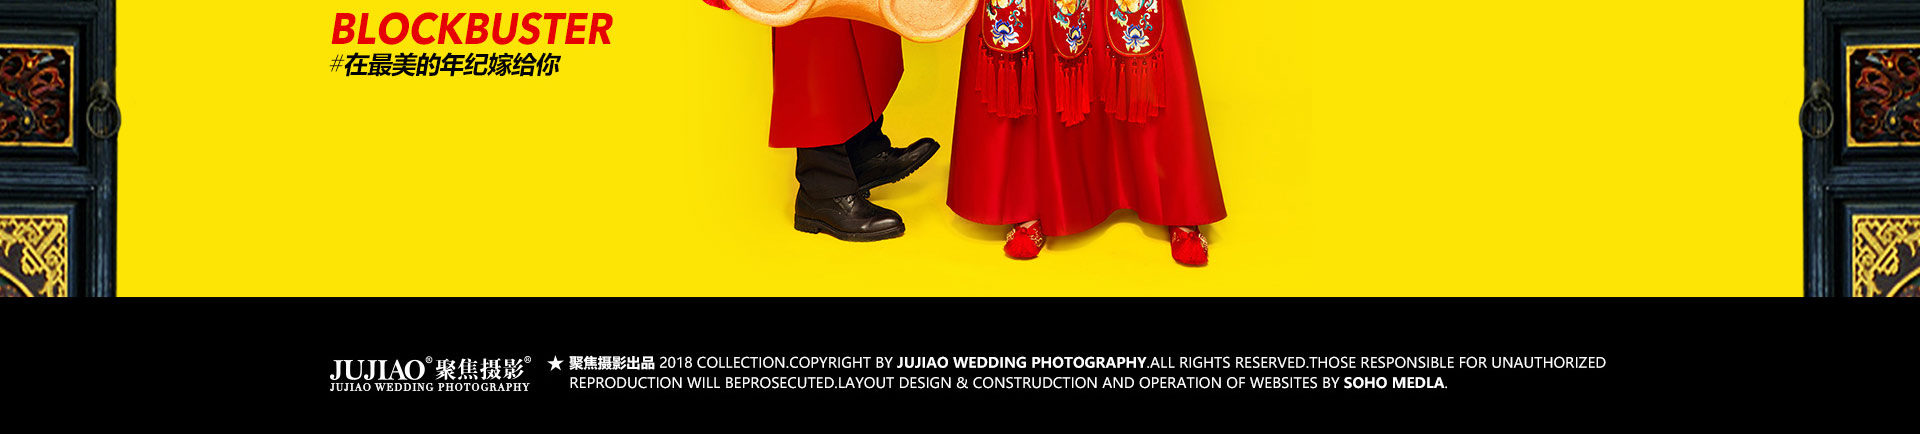 BLOCKBUSTER
#在最美的年纪嫁给你
JUJIAO®聚焦摄影®
JUJIAO WEDDING PHOTOGRAPHY
★ 聚焦摄影出品 2018 COLLECTION.COPYRIGHT BY JUJIAO WEDDING PHOTOGRAPHY.ALL RIGHTS RESERVED.THOSE RESPONSIBLE FOR UNAUTHORIZED
REPRODUCTION WILL BEPROSECUTED.LAYOUT DESIGN & CONSTRUDCTION AND OPERATION OF WEBSITES BY SOHO MEDLA.